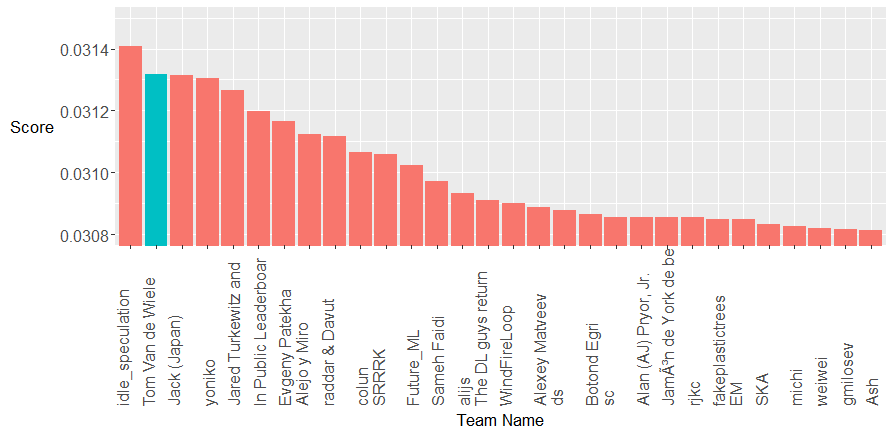 0.0314
0.0312
Score
0.0310
0.0308
idle_speculation
Tom Van de Wiele
Jack (Japan)
yoniko
Jared Turkewitz and
In Public Leaderboar
Evgeny Patekha
Alejo y Miro
raddar & Davut
colun
SRRRK
Future_ML
Sameh Faidi
alijs
The DL guys return
WindFireLoop
Alexey Matveev
ds
Botond Egri
sc
Alan (AJ) Pryor, Jr.
JamÃ³n de York de be
rjkc
fakeplastictrees
EM
SKA
michi
weiwei
gmilosev
Ash
Team Name